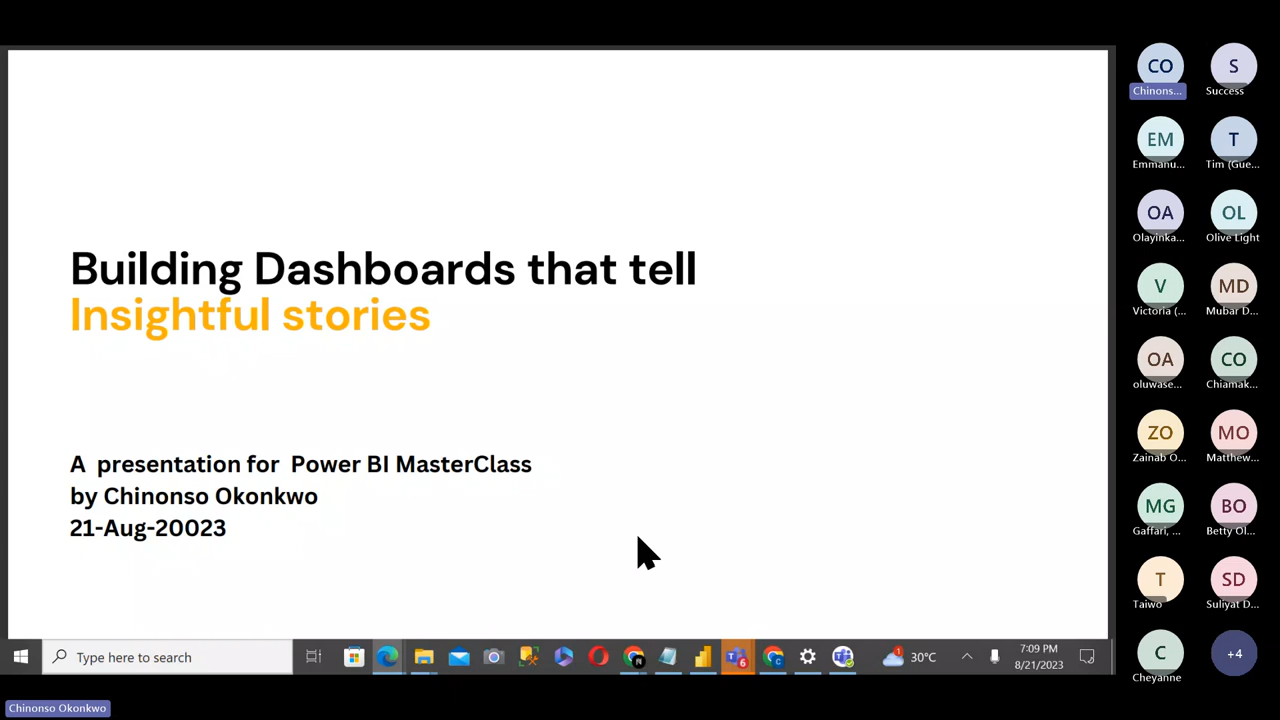 Building Dashboards that tell
Insightful stories
A presentation for Power BI MasterClass
by Chinonso Okonkwo
21-Aug-20023
Type here to search
6
C
1
30°C
7:09 PM
8/21/2023
Chinonso Okonkwo
CO
Chinons...
S
Success
EM
Emmanu...
T
Tim (Gue...
OA
Olayinka...
OL
Olive Light
V
Victoria (...
MD
Mubar D...
OA
oluwase...
CO
Chiamak...
ZO
Zainab O...
MO
Matthew...
MG
Gaffari, ...
BO
Betty Ol...
T
Taiwo
SD
Suliyat D...
C
Cheyanne
+4